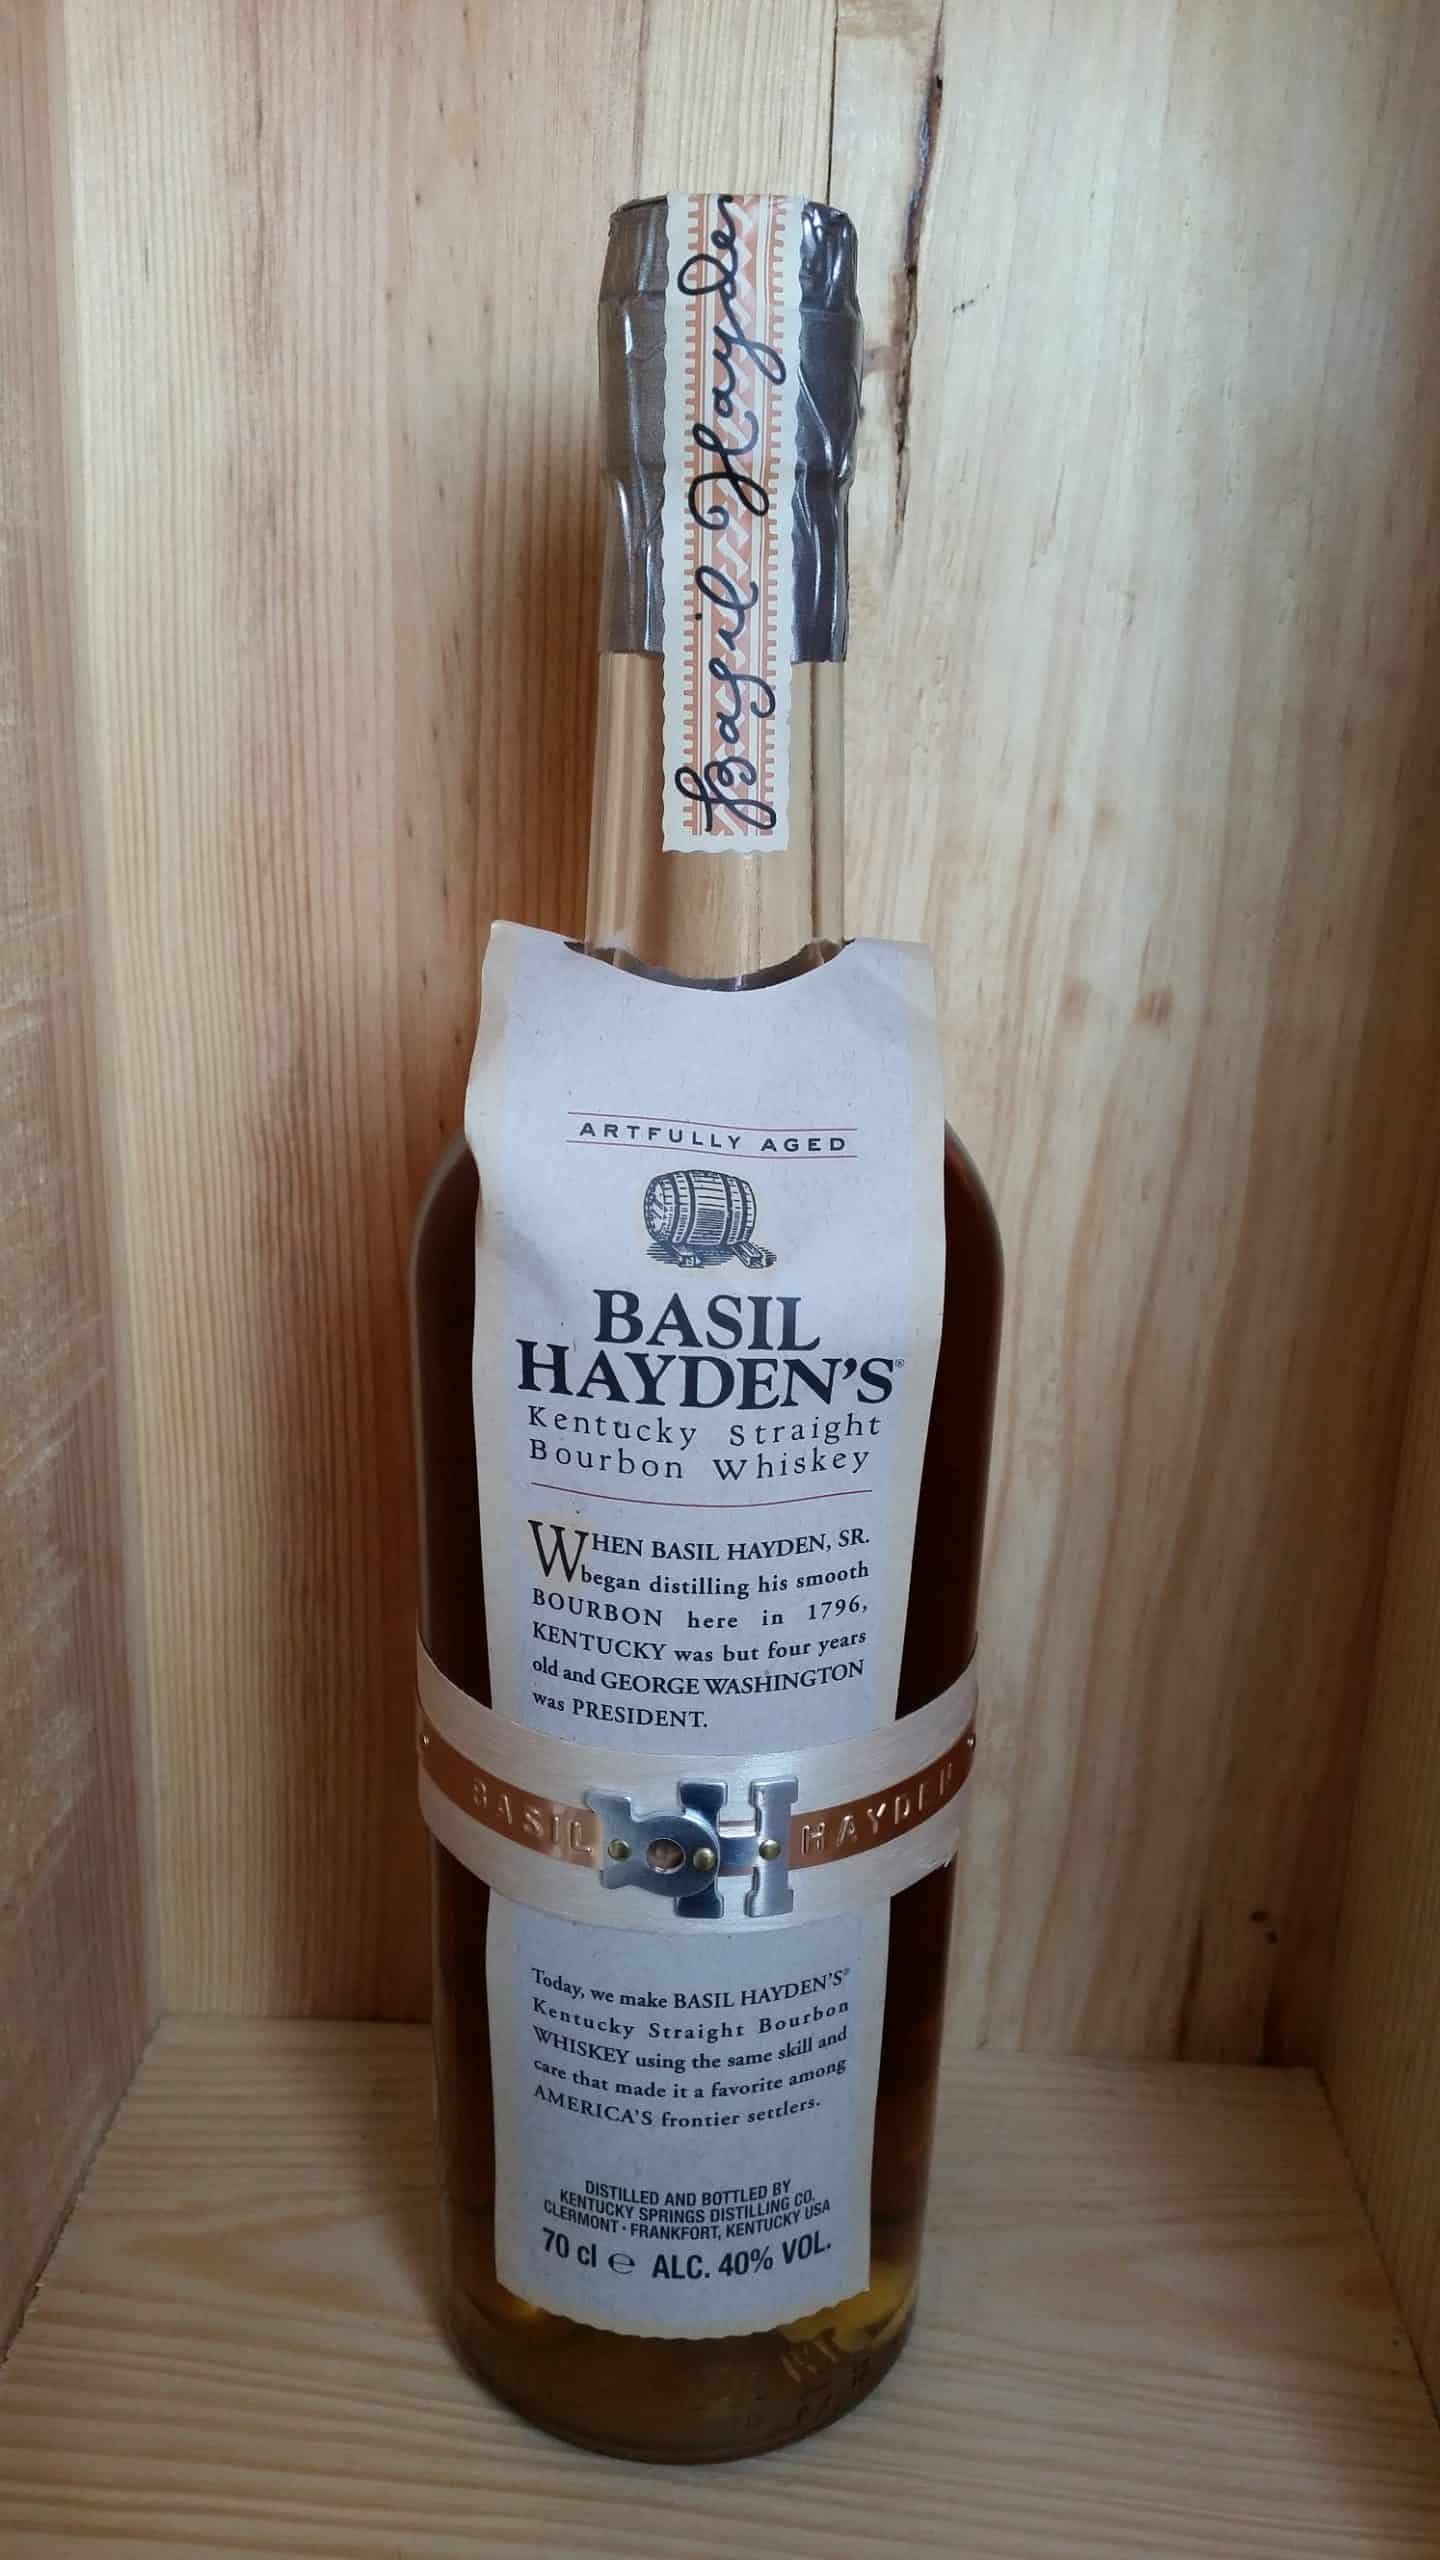 Basil Hayden
ARTFULLY AGED
BASIL
HAYDEN'S®
Kentucky Straight
Bourbon Whiskey
WHEN BASIL HAYDEN, SR.
began distilling his smooth
BOURBON here in 1796,
KENTUCKY was but four years
old and GEORGE WASHINGTON
was PRESIDENT.
BASIL H HAYDEN
Today, we make BASIL HAYDEN'S®
Kentucky Straight Bourbon
WHISKEY using the same skill and
care that made it a favorite among
AMERICA'S frontier settlers.
DISTILLED AND BOTTLED BY
KENTUCKY SPRINGS DISTILLING CO.
CLERMONT · FRANKFORT, KENTUCKY USA
70 cl ℮ ALC. 40% VOL.